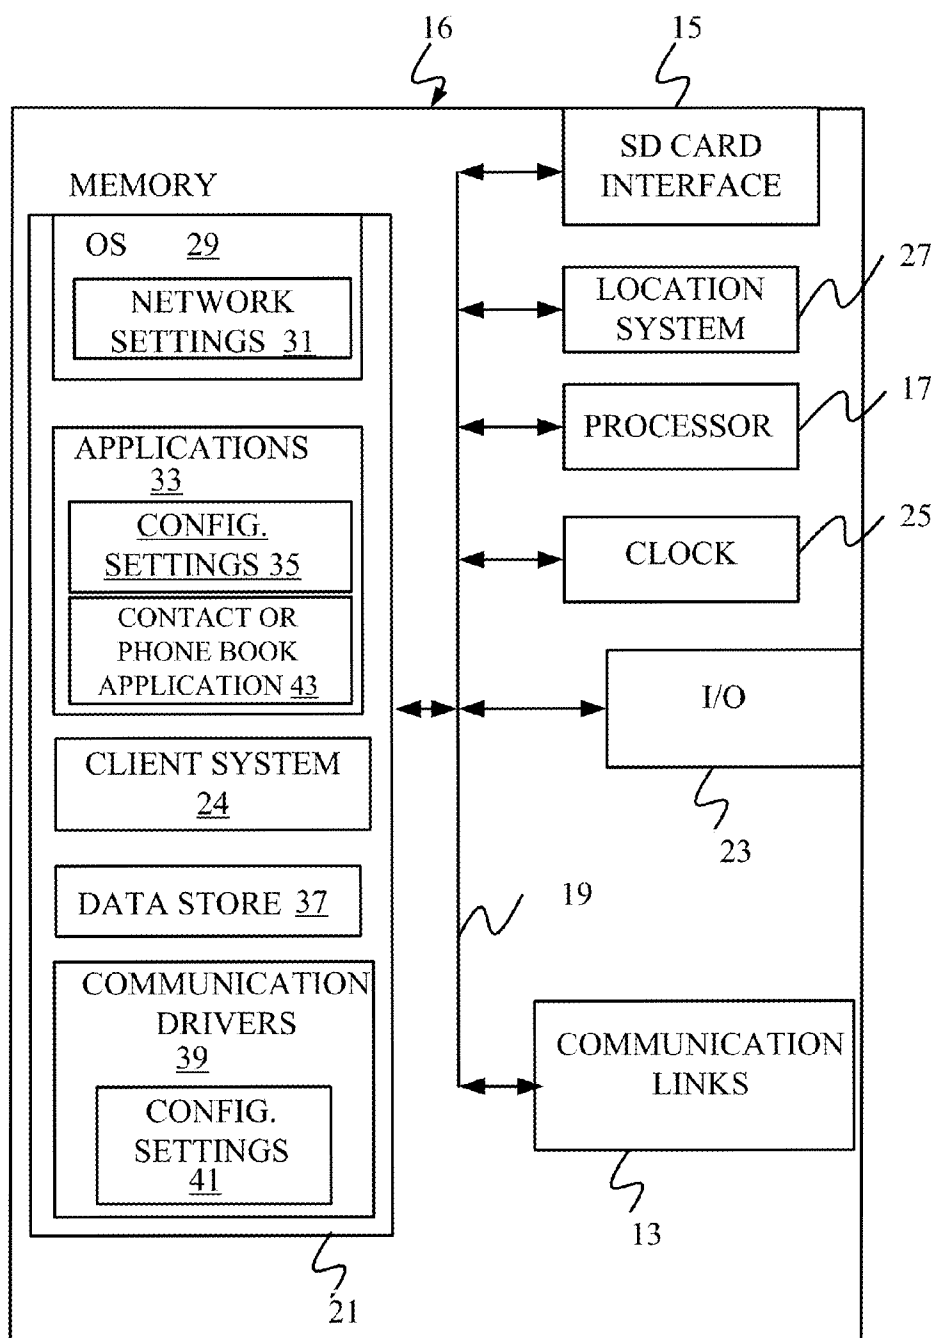 16
15
SD CARD
INTERFACE
MEMORY
OS 29
NETWORK
SETTINGS 31
LOCATION
SYSTEM
27
PROCESSOR
17
APPLICATIONS
33
CONFIG.
SETTINGS 35
CLOCK
25
CONTACT OR
PHONE BOOK
APPLICATION 43
I/O
23
CLIENT SYSTEM
24
DATA STORE 37
19
COMMUNICATION
DRIVERS
39
CONFIG.
SETTINGS
41
COMMUNICATION
LINKS
13
21